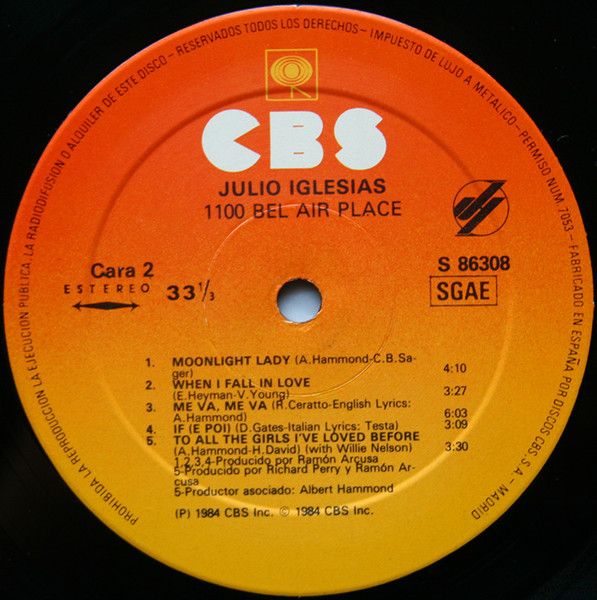 PROHIBIDA LA REPRODUCCION LA EJECUCION PUBLICA, LA RADIODIFUSION O ALQUILER DE ESTE DISCO - RESERVADOS TODOS LOS DERECHOS - IMPUESTO DE LUJO A METALICO - PERMISO NUM. 7053 - FABRICADO EN ESPAÑA POR DISCOS CBS, S.A. - MADRID
CBS
JULIO IGLESIAS
1100 BEL AIR PLACE
Cara 2
ESTEREO
33 1/3
S 86308
SGAE
1. MOONLIGHT LADY (A.Hammond-C.B.Sa-
ger) 4:10
2. WHEN I FALL IN LOVE
(E.Heyman-V.Young) 3:27
3. ME VA, ME VA (R.Ceratto-English Lyrics:
A.Hammond) 6:03
4. IF (E POI) (D.Gates-Italian Lyrics: Testa) 3:09
5. TO ALL THE GIRLS I'VE LOVED BEFORE
(A.Hammond-H.David) (with Willie Nelson) 3:30
1,2,3,4-Producido por Ramón Arcusa
5-Producido por Richard Perry y Ramón Ar-
cusa
5-Productor asociado: Albert Hammond
(P) 1984 CBS Inc. © 1984 CBS Inc.